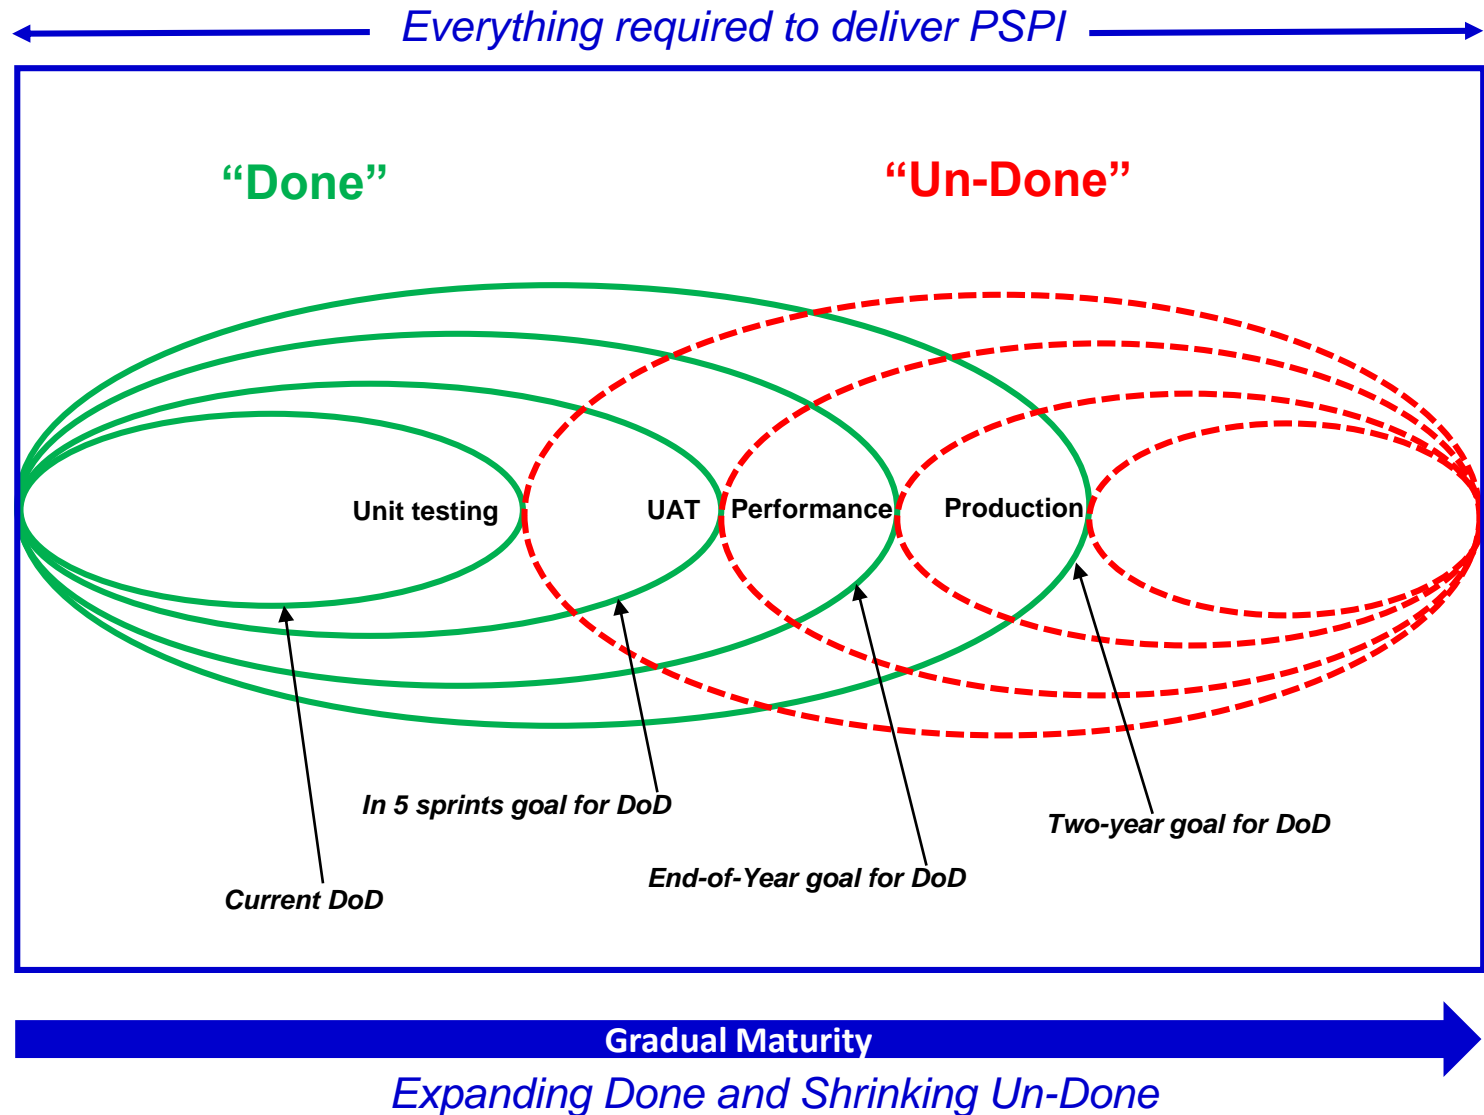 Everything required to deliver PSPI
“Done”
“Un-Done”
Unit testing
UAT
Performance
Production
In 5 sprints goal for DoD
Two-year goal for DoD
End-of-Year goal for DoD
Current DoD
Gradual Maturity
Expanding Done and Shrinking Un-Done